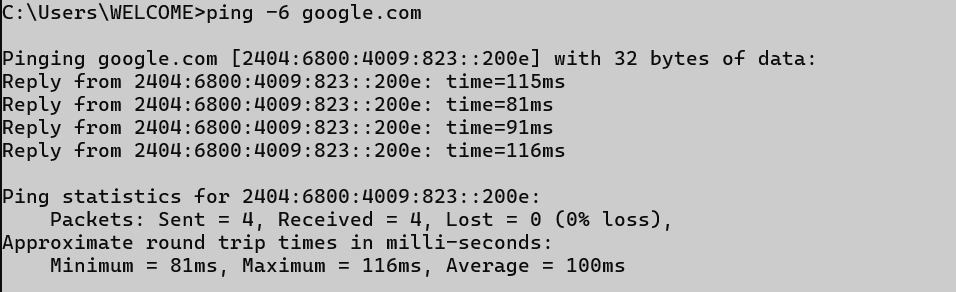 C:\Users\WELCOME>ping -6 google.com
Pinging google.com [2404:6800:4009:823::200e] with 32 bytes of data:
Reply from 2404:6800:4009:823::200e: time=115ms
Reply from 2404:6800:4009:823::200e: time=81ms
Reply from 2404:6800:4009:823::200e: time=91ms
Reply from 2404:6800:4009:823::200e: time=116ms
Ping statistics for 2404:6800:4009:823::200e:
    Packets: Sent = 4, Received = 4, Lost = 0 (0% loss),
Approximate round trip times in milli-seconds:
    Minimum = 81ms, Maximum = 116ms, Average = 100ms